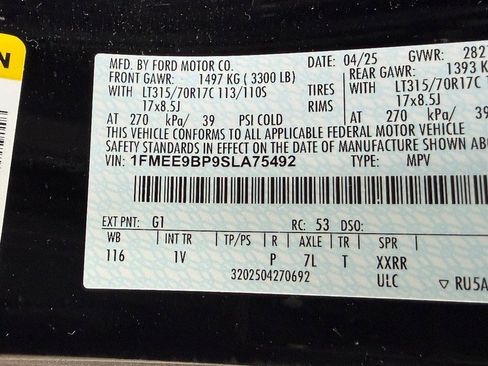 N
MFD. BY FORD MOTOR CO. DATE: 04/25 GVWR: 282
FRONT GAWR: 1497 KG ( 3300 LB) REAR GAWR: 1393 K
WITH LT315/70R17C 113/110S TIRES WITH LT315/70R17C
17x8.5J RIMS 17x8.5J
AT 270 kPa/ 39 PSI COLD AT 270 kPa/ 39
THIS VEHICLE CONFORMS TO ALL APPLICABLE FEDERAL MOTOR VEHICLE
SAFETY STANDARDS IN EFFECT ON THE DATE OF MANUFACTURE SHOWN
VIN: 1FMEE9BP9SLA75492 TYPE: MPV
EXT PNT: G1 RC: 53 DSO:
WB INT TR TP/PS R AXLE TR SPR
116 1V P 7L T XXRR
3202504270692 ULC ▽ RU5A